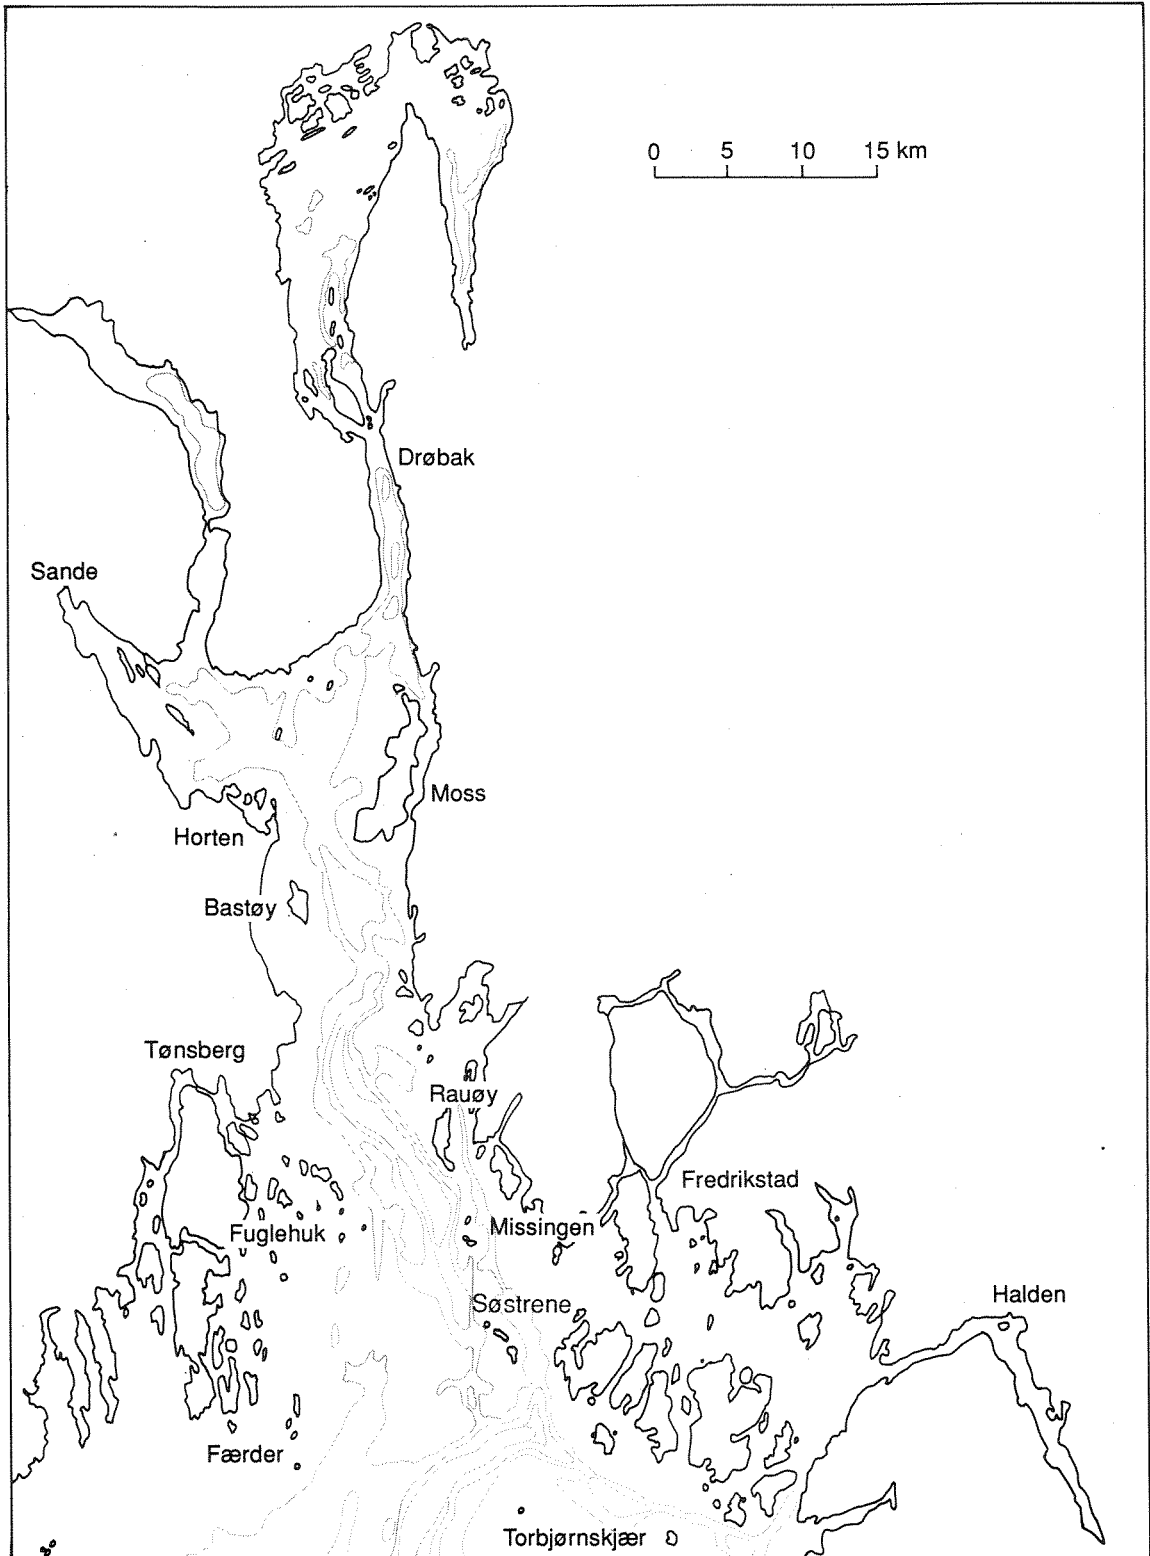 0 5 10 15 km
Drøbak
Sande
Moss
Horten
Bastøy
Tønsberg
Rauøy
Fredrikstad
Missingen
Fuglehuk
Halden
Søstrene
Færder
Torbjørnskjær